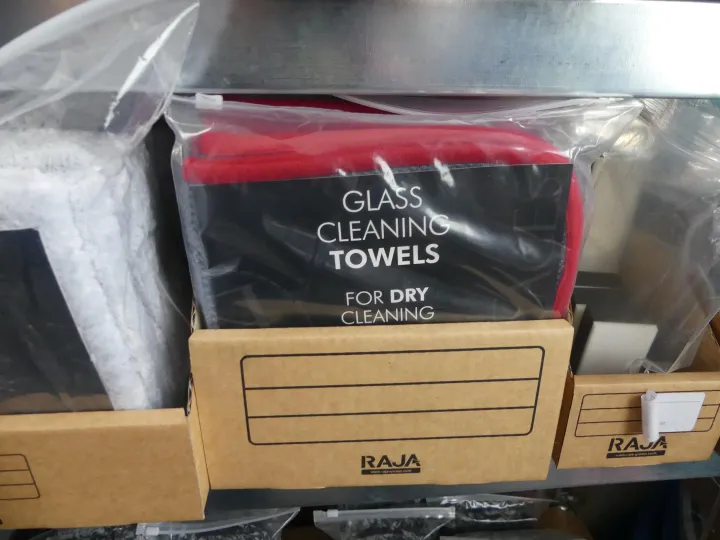 GLASS
CLEANING
TOWELS
FOR DRY
CLEANING
RAJA
RAJA